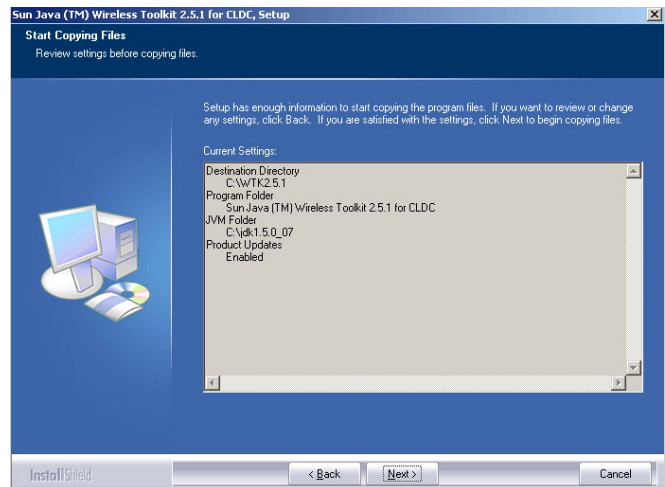 Sun Java (TM) Wireless Toolkit 2.5.1 for CLDC, Setup
Start Copying Files
Review settings before copying files.
Setup has enough information to start copying the program files. If you want to review or change
any settings, click Back. If you are satisfied with the settings, click Next to begin copying files.
Current Settings:
Destination Directory
C:\WTK2.5.1
Program Folder
Sun Java (TM) Wireless Toolkit 2.5.1 for CLDC
JVM Folder
C:\jdk1.5.0_07
Product Updates
Enabled
InstallShield
< Back
Next >
Cancel